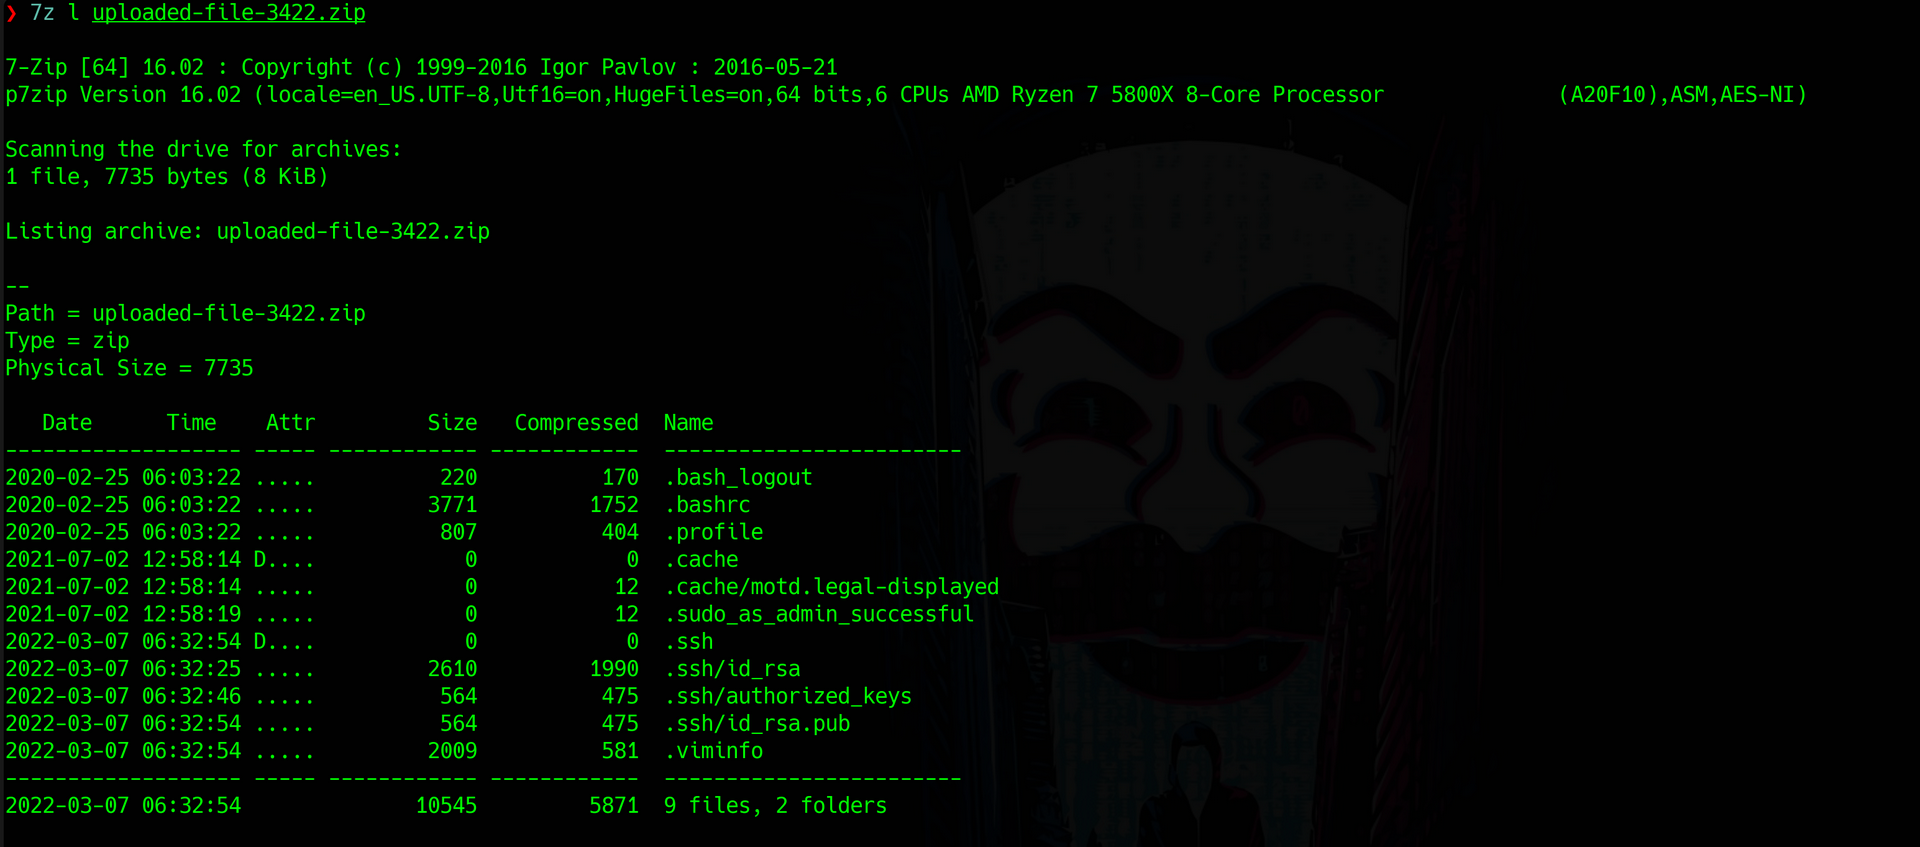 ❯ 7z l uploaded-file-3422.zip
7-Zip [64] 16.02 : Copyright (c) 1999-2016 Igor Pavlov : 2016-05-21
p7zip Version 16.02 (locale=en_US.UTF-8,Utf16=on,HugeFiles=on,64 bits,6 CPUs AMD Ryzen 7 5800X 8-Core Processor              (A20F10),ASM,AES-NI)
Scanning the drive for archives:
1 file, 7735 bytes (8 KiB)
Listing archive: uploaded-file-3422.zip
--
Path = uploaded-file-3422.zip
Type = zip
Physical Size = 7735
   Date      Time    Attr         Size   Compressed  Name
------------------- ----- ------------ ------------  ------------------------
2020-02-25 06:03:22 .....          220          170  .bash_logout
2020-02-25 06:03:22 .....         3771         1752  .bashrc
2020-02-25 06:03:22 .....          807          404  .profile
2021-07-02 12:58:14 D....            0            0  .cache
2021-07-02 12:58:14 .....            0           12  .cache/motd.legal-displayed
2021-07-02 12:58:19 .....            0           12  .sudo_as_admin_successful
2022-03-07 06:32:54 D....            0            0  .ssh
2022-03-07 06:32:25 .....         2610         1990  .ssh/id_rsa
2022-03-07 06:32:46 .....          564          475  .ssh/authorized_keys
2022-03-07 06:32:54 .....          564          475  .ssh/id_rsa.pub
2022-03-07 06:32:54 .....         2009          581  .viminfo
------------------- ----- ------------ ------------  ------------------------
2022-03-07 06:32:54              10545         5871  9 files, 2 folders